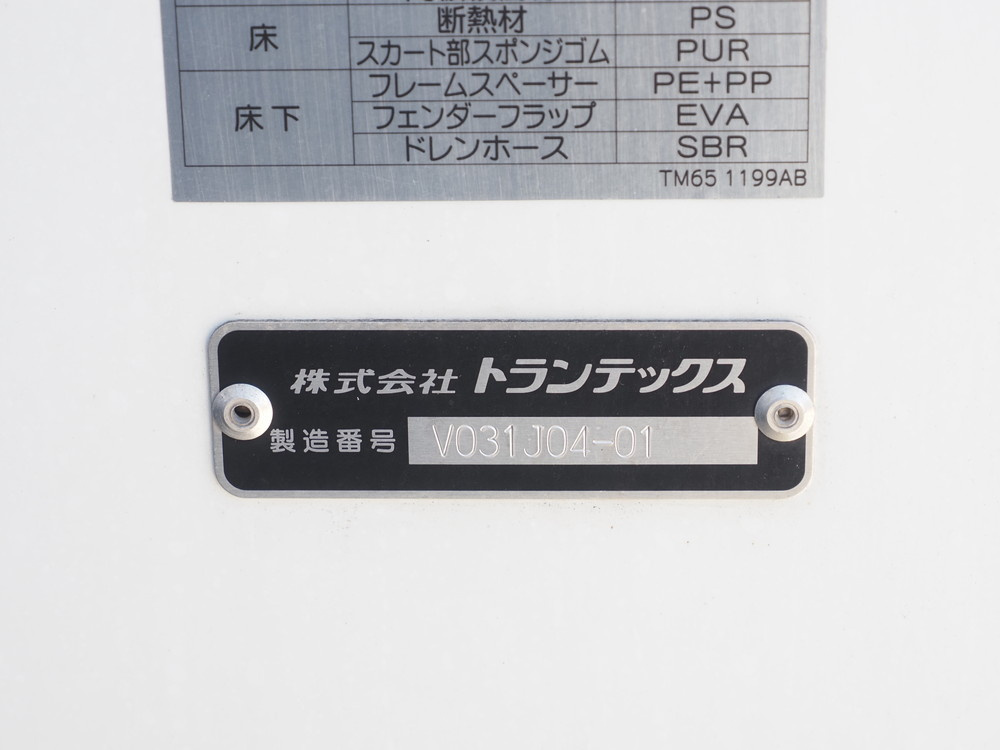 床 断熱材 PS
スカート部スポンジゴム PUR
床下 フレームスペーサー PE+PP
フェンダーフラップ EVA
ドレンホース SBR
TM65 1199AB
株式会社 トランテックス
製造番号 V031J04-01